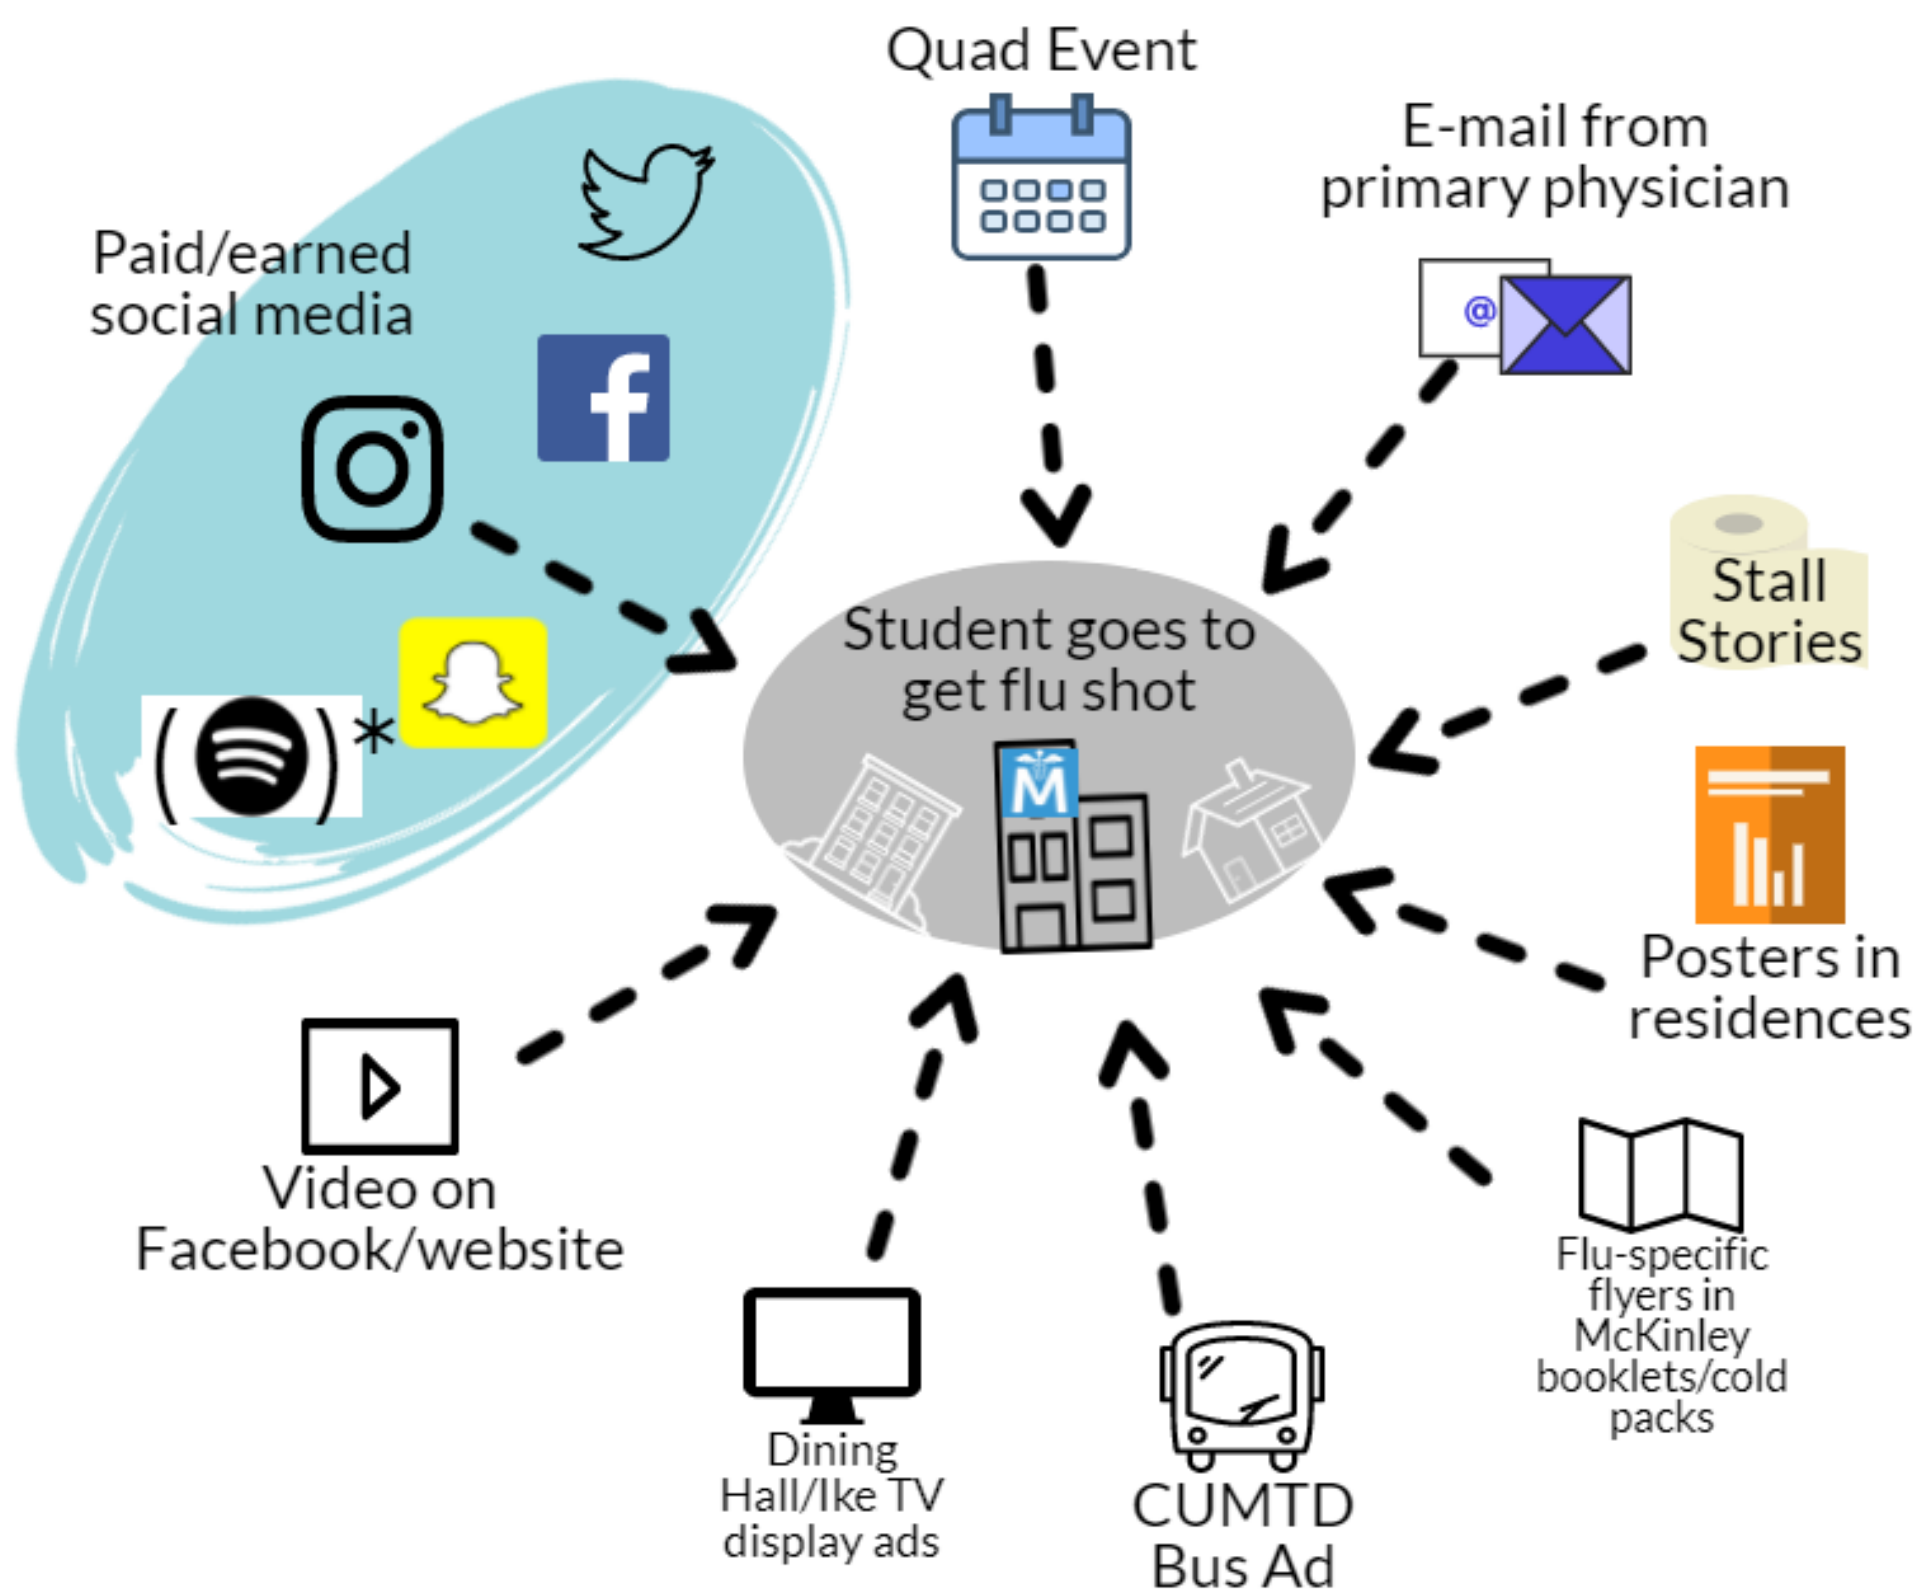 Quad Event
E-mail from
primary physician
Paid/earned
social media
@
f
( )*
Stall
Stories
Student goes to
get flu shot
M
Posters in
residences
Video on
Facebook/website
Flu-specific
flyers in
McKinley
booklets/cold
packs
Dining
Hall/Ike TV
display ads
CUMTD
Bus Ad